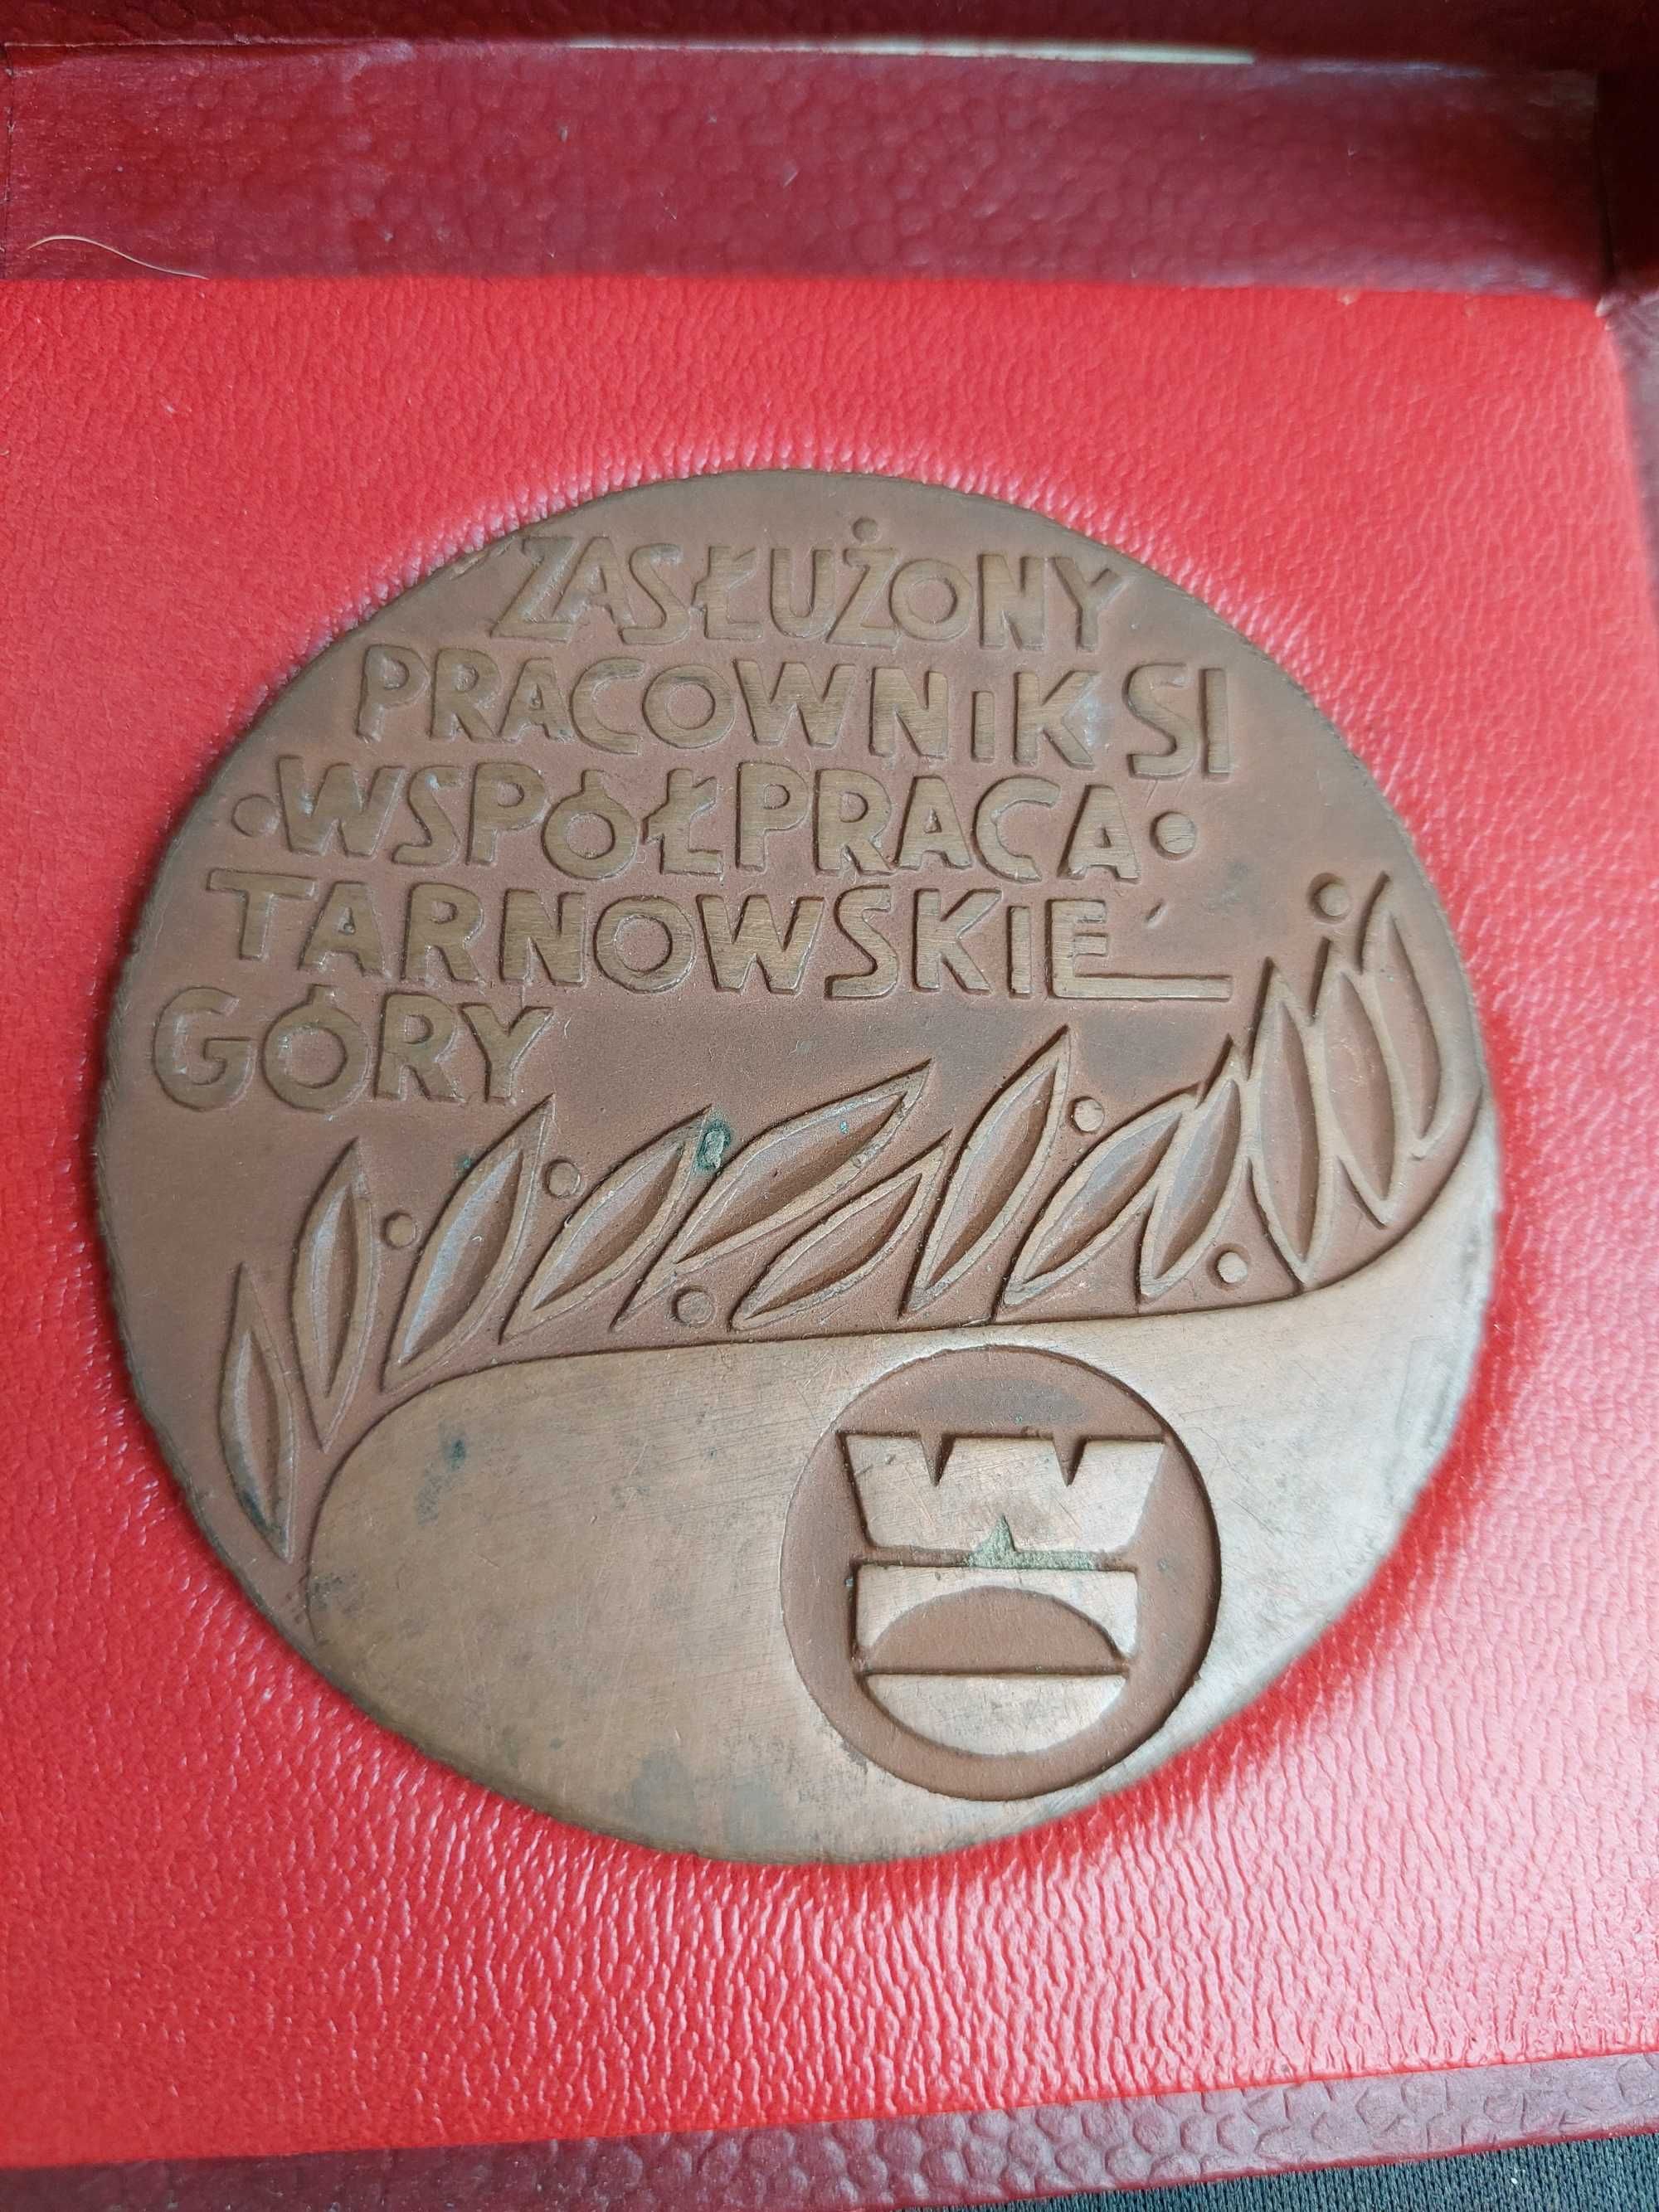 ZASŁUŻONY
PRACOWNIK SI
•WSPÓŁPRACA•
TARNOWSKIE
GÓRY